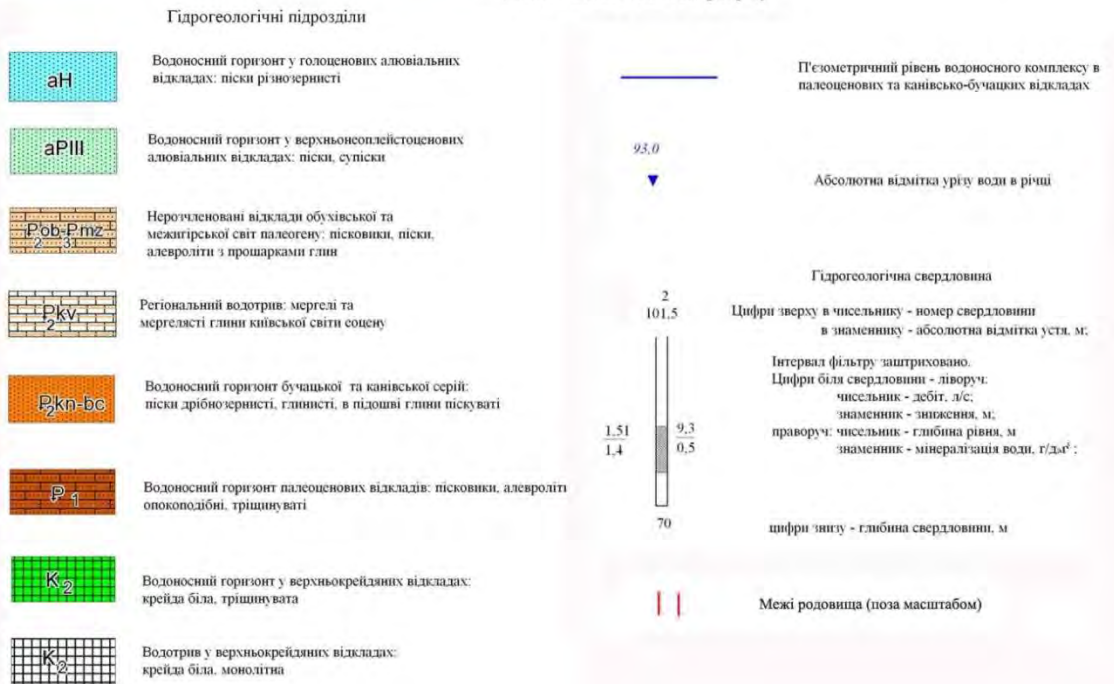 Гідрогеологічні підрозділи
aH
Водоносний горизонт у голоценових алювіальних
відкладах: піски різнозернисті
aPIII
Водоносний горизонт у верхньонеоплейстоценових
алювіальних відкладах: піски, супіски
P2ob-P3mz
Нерозчленовані відклади обухівської та
межигірської світ палеогену: пісковики, піски,
алевроліти з прошарками глин
P2kv
Регіональний водотрив: мергелі та
мергелясті глини київської світи еоцену
P2kn-bc
Водоносний горизонт бучацької та канівської серій:
піски дрібнозернисті, глинисті, в підошві глини піскуваті
P1
Водоносний горизонт палеоценових відкладів: пісковики, алевроліти
опокоподібні, тріщинуваті
K2
Водоносний горизонт у верхньокрейдяних відкладах:
крейда біла, тріщинувата
K2
Водотрив у верхньокрейдяних відкладах:
крейда біла, монолітна
П'єзометричний рівень водоносного комплексу в
палеоценових та канівсько-бучацких відкладах
93,0
Абсолютна відмітка урізу води в річці
Гідрогеологічна свердловина
2
101,5
Цифри зверху в чисельнику - номер свердловини
в знаменнику - абсолютна відмітка устя, м;
Інтервал фільтру заштриховано.
Цифри біля свердловини - ліворуч:
чисельник - дебіт, л/с;
знаменник - зниження, м;
праворуч: чисельник - глибина рівня, м
знаменник - мінералізація води, г/дм³ ;
1,51
1,4
9,3
0,5
70
цифри знизу - глибина свердловини, м
Межі родовища (поза масштабом)